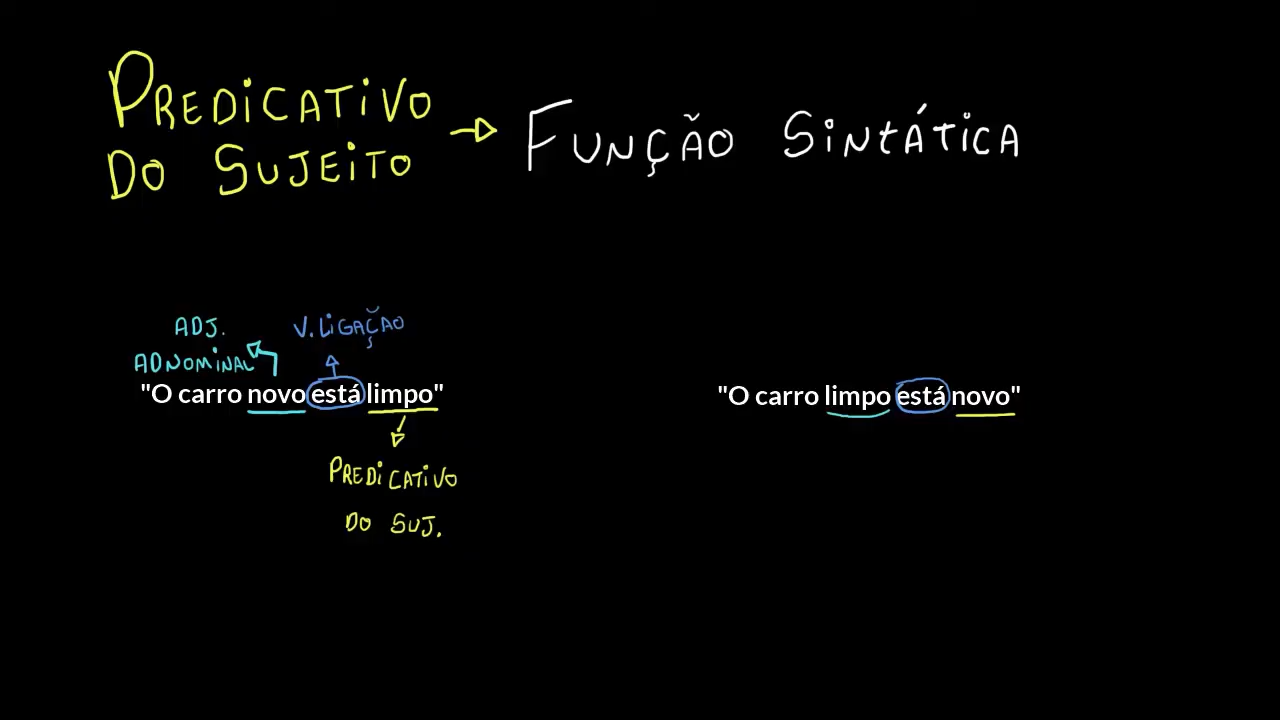 PREDICATIVO
DO SUJEITO
FUNÇÃO SINTÁTICA
ADJ.
ADNOMINAL
V.LIGAÇÃO
"O carro novo está limpo"
PREDICATIVO
DO SUJ.
"O carro limpo está novo"